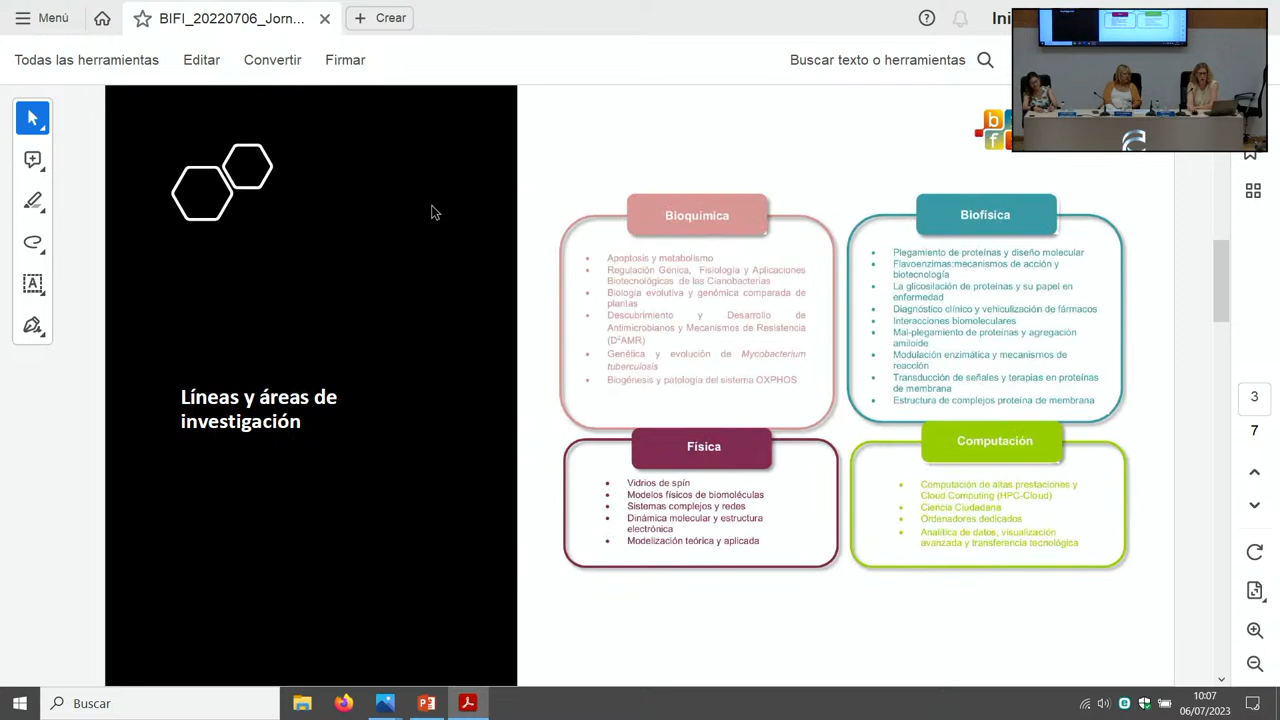 Menú
BIFI_20220706_Jorn...
Crear
Todas las herramientas
Editar
Convertir
Firmar
Buscar texto o herramientas
Líneas y áreas de
investigación
Bioquímica
Apoptosis y metabolismo
Regulación Génica, Fisiología y Aplicaciones
Biotecnológicas de las Cianobacterias
Biología evolutiva y genómica comparada de
plantas
Descubrimiento y Desarrollo de
Antimicrobianos y Mecanismos de Resistencia
(D²AMR)
Genética y evolución de Mycobacterium
tuberculosis
Biogénesis y patología del sistema OXPHOS
Biofísica
Plegamiento de proteínas y diseño molecular
Flavoenzimas:mecanismos de acción y
biotecnología
La glicosilación de proteínas y su papel en
enfermedad
Diagnóstico clínico y vehiculización de fármacos
Interacciones biomoleculares
Mal-plegamiento de proteínas y agregación
amiloide
Modulación enzimática y mecanismos de
reacción
Transducción de señales y terapias en proteínas
de membrana
Estructura de complejos proteína de membrana
Física
Vidrios de spín
Modelos físicos de biomoléculas
Sistemas complejos y redes
Dinámica molecular y estructura
electrónica
Modelización teórica y aplicada
Computación
Computación de altas prestaciones y
Cloud Computing (HPC-Cloud)
Ciencia Ciudadana
Ordenadores dedicados
Analítica de datos, visualización
avanzada y transferencia tecnológica
3
7
Buscar
10:07
06/07/2023